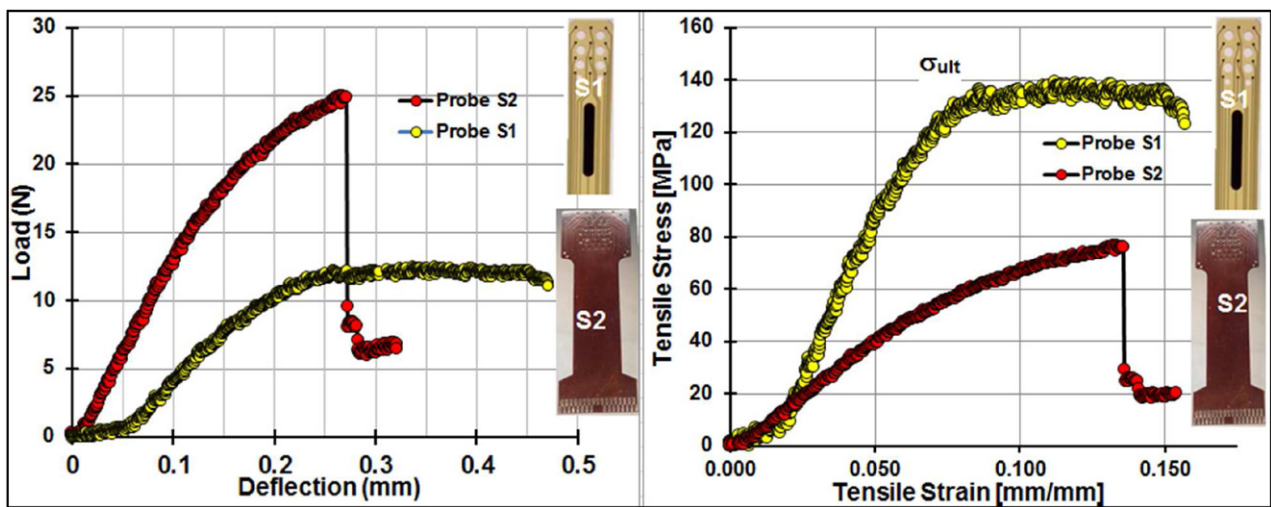 30
25
20
15
10
5
0
0
0.1
0.2
0.3
0.4
0.5
Load (N)
Deflection (mm)
Probe S2
Probe S1
S1
S2
160
140
120
100
80
60
40
20
0
0.000
0.050
0.100
0.150
Tensile Stress [MPa]
Tensile Strain [mm/mm]
σult
Probe S1
Probe S2
S1
S2